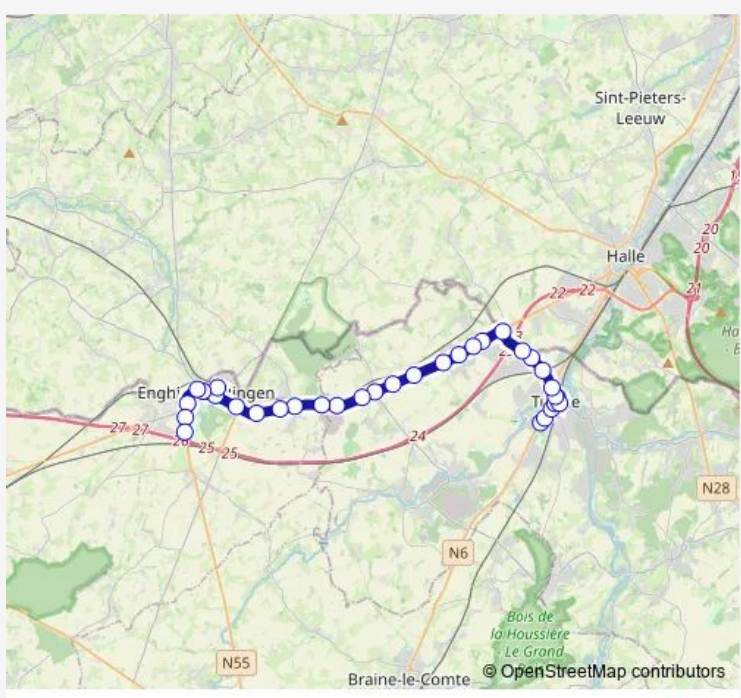 Sint-Pieters-
Leeuw
20
20
Halle
22
22
21
24
27
27
25
25
N28
N6
Bois de
la Houssière
Le Grand
N55
Braine-le-Comte
© OpenStreetMap contributors